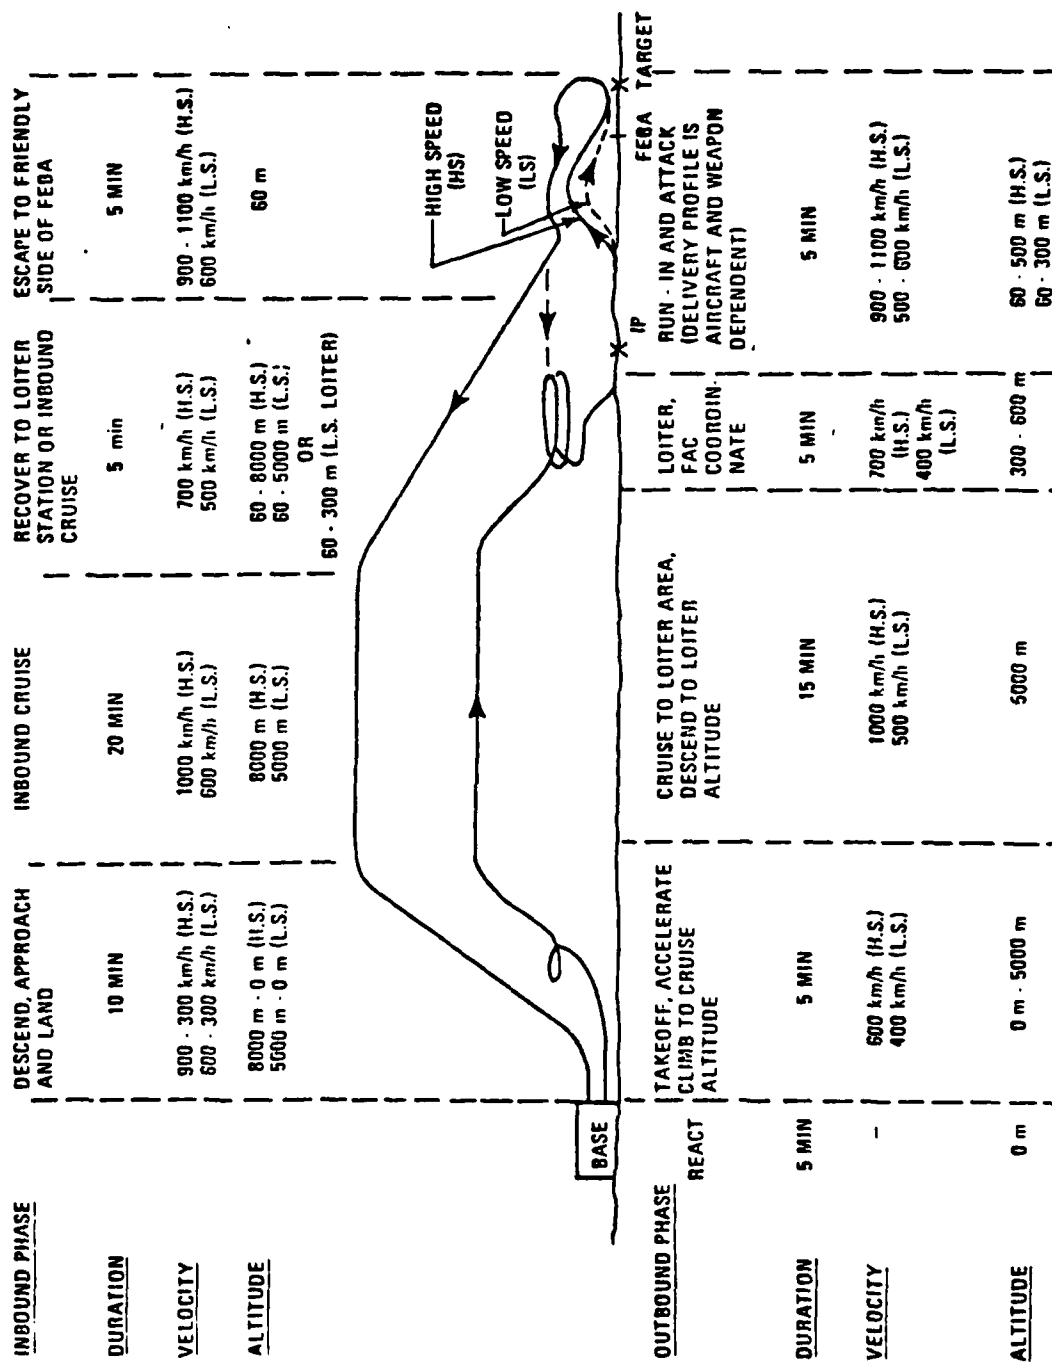 INBOUND PHASE
DESCEND, APPROACH
AND LAND
INBOUND CRUISE
RECOVER TO LOITER
STATION OR INBOUND
CRUISE
ESCAPE TO FRIENDLY
SIDE OF FEBA
DURATION
10 MIN
20 MIN
5 min
5 MIN
VELOCITY
900 - 300 km/h (H.S.)
600 - 300 km/h (L.S.)
1000 km/h (H.S.)
600 km/h (L.S.)
700 km/h (H.S.)
500 km/h (L.S.)
900 - 1100 km/h (H.S.)
600 km/h (L.S.)
ALTITUDE
8000 m - 0 m (H.S.)
5000 m - 0 m (L.S.)
8000 m (H.S.)
5000 m (L.S.)
60 - 8000 m (H.S.)
60 - 5000 m (L.S.)
OR
60 - 300 m (L.S. LOITER)
60 m
HIGH SPEED
(HS)
LOW SPEED
(LS)
BASE
IP
FEBA
TARGET
OUTBOUND PHASE
REACT
TAKEOFF, ACCELERATE
CLIMB TO CRUISE
ALTITUDE
CRUISE TO LOITER AREA,
DESCEND TO LOITER
ALTITUDE
LOITER,
FAC
COORDIN-
NATE
RUN - IN AND ATTACK
(DELIVERY PROFILE IS
AIRCRAFT AND WEAPON
DEPENDENT)
DURATION
5 MIN
5 MIN
15 MIN
5 MIN
5 MIN
VELOCITY
–
600 km/h (H.S.)
400 km/h (L.S.)
1000 km/h (H.S.)
500 km/h (L.S.)
700 km/h
(H.S.)
400 km/h
(L.S.)
900 - 1100 km/h (H.S.)
500 - 600 km/h (L.S.)
ALTITUDE
0 m
0 m - 5000 m
5000 m
300 - 600 m
60 - 500 m (H.S.)
60 - 300 m (L.S.)